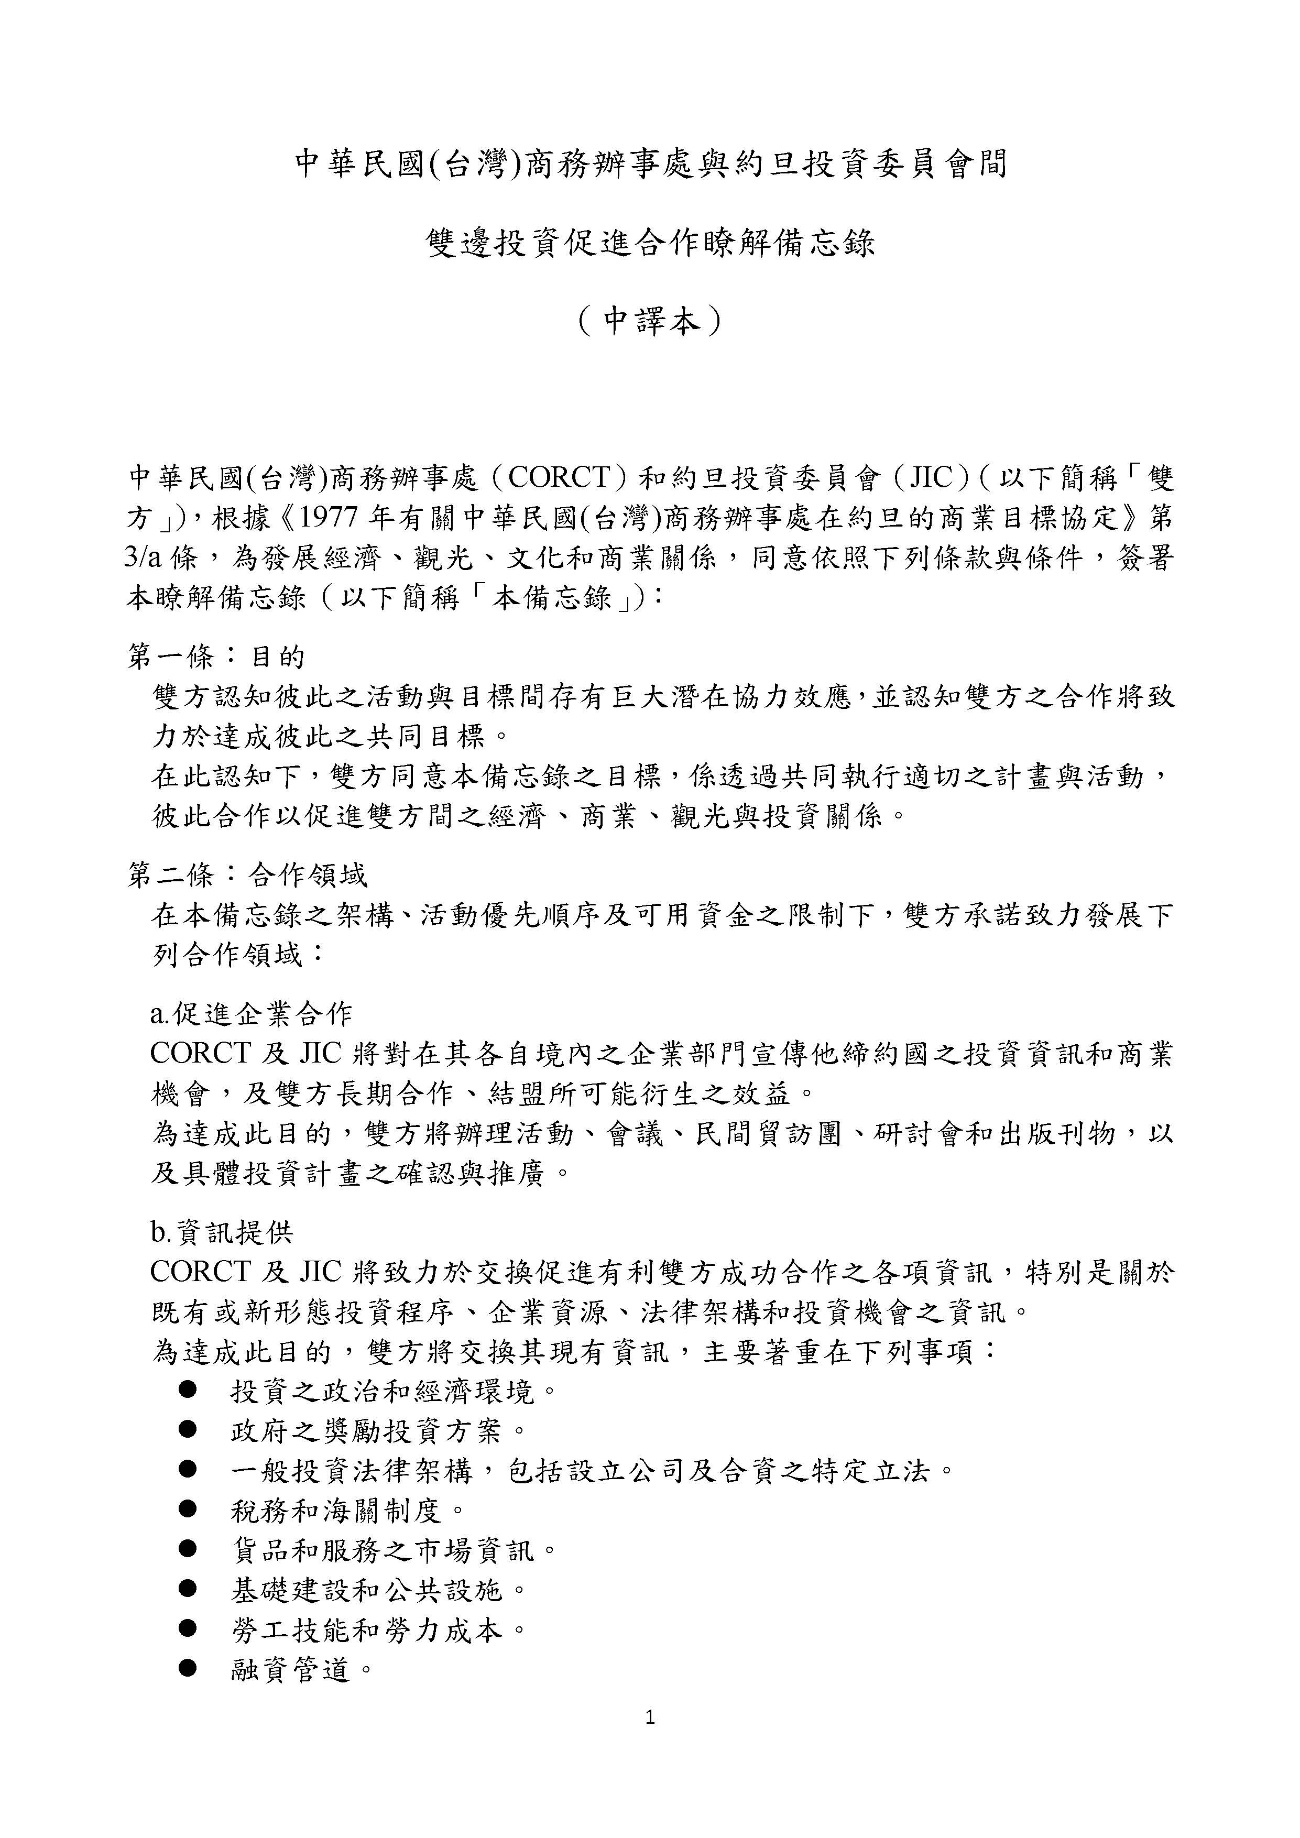 中華民國(台灣)商務辦事處與約旦投資委員會間
雙邊投資促進合作瞭解備忘錄
（中譯本）
中華民國(台灣)商務辦事處（CORCT）和約旦投資委員會（JIC）（以下簡稱「雙
方」），根據《1977 年有關中華民國(台灣)商務辦事處在約旦的商業目標協定》第
3/a 條，為發展經濟、觀光、文化和商業關係，同意依照下列條款與條件，簽署
本瞭解備忘錄（以下簡稱「本備忘錄」）：
第一條：目的
雙方認知彼此之活動與目標間存有巨大潛在協力效應，並認知雙方之合作將致
力於達成彼此之共同目標。
在此認知下，雙方同意本備忘錄之目標，係透過共同執行適切之計畫與活動，
彼此合作以促進雙方間之經濟、商業、觀光與投資關係。
第二條：合作領域
在本備忘錄之架構、活動優先順序及可用資金之限制下，雙方承諾致力發展下
列合作領域：
a.促進企業合作
CORCT 及 JIC 將對在其各自境內之企業部門宣傳他締約國之投資資訊和商業
機會，及雙方長期合作、結盟所可能衍生之效益。
為達成此目的，雙方將辦理活動、會議、民間貿訪團、研討會和出版刊物，以
及具體投資計畫之確認與推廣。
b.資訊提供
CORCT 及 JIC 將致力於交換促進有利雙方成功合作之各項資訊，特別是關於
既有或新形態投資程序、企業資源、法律架構和投資機會之資訊。
為達成此目的，雙方將交換其現有資訊，主要著重在下列事項：
● 投資之政治和經濟環境。
● 政府之獎勵投資方案。
● 一般投資法律架構，包括設立公司及合資之特定立法。
● 稅務和海關制度。
● 貨品和服務之市場資訊。
● 基礎建設和公共設施。
● 勞工技能和勞力成本。
● 融資管道。
1